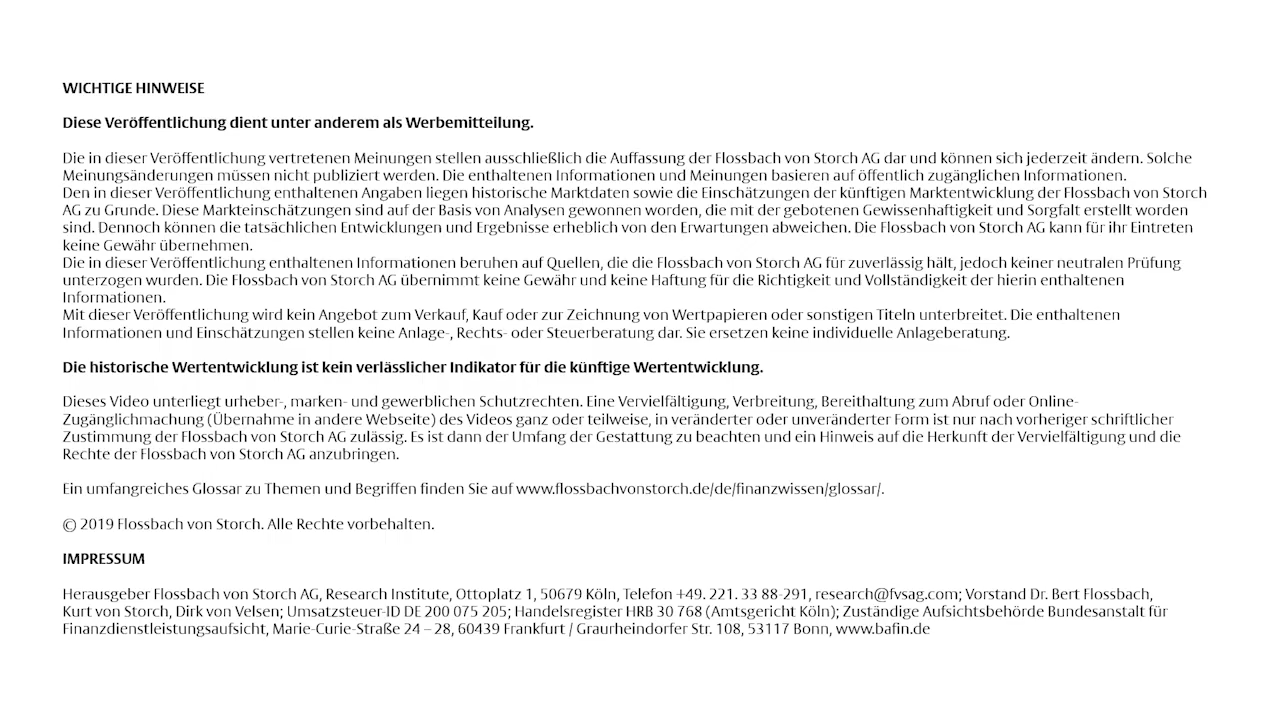 WICHTIGE HINWEISE
Diese Veröffentlichung dient unter anderem als Werbemitteilung.
Die in dieser Veröffentlichung vertretenen Meinungen stellen ausschließlich die Auffassung der Flossbach von Storch AG dar und können sich jederzeit ändern. Solche
Meinungsänderungen müssen nicht publiziert werden. Die enthaltenen Informationen und Meinungen basieren auf öffentlich zugänglichen Informationen.
Den in dieser Veröffentlichung enthaltenen Angaben liegen historische Marktdaten sowie die Einschätzungen der künftigen Marktentwicklung der Flossbach von Storch
AG zu Grunde. Diese Markteinschätzungen sind auf der Basis von Analysen gewonnen worden, die mit der gebotenen Gewissenhaftigkeit und Sorgfalt erstellt worden
sind. Dennoch können die tatsächlichen Entwicklungen und Ergebnisse erheblich von den Erwartungen abweichen. Die Flossbach von Storch AG kann für ihr Eintreten
keine Gewähr übernehmen.
Die in dieser Veröffentlichung enthaltenen Informationen beruhen auf Quellen, die die Flossbach von Storch AG für zuverlässig hält, jedoch keiner neutralen Prüfung
unterzogen wurden. Die Flossbach von Storch AG übernimmt keine Gewähr und keine Haftung für die Richtigkeit und Vollständigkeit der hierin enthaltenen
Informationen.
Mit dieser Veröffentlichung wird kein Angebot zum Verkauf, Kauf oder zur Zeichnung von Wertpapieren oder sonstigen Titeln unterbreitet. Die enthaltenen
Informationen und Einschätzungen stellen keine Anlage-, Rechts- oder Steuerberatung dar. Sie ersetzen keine individuelle Anlageberatung.
Die historische Wertentwicklung ist kein verlässlicher Indikator für die künftige Wertentwicklung.
Dieses Video unterliegt urheber-, marken- und gewerblichen Schutzrechten. Eine Vervielfältigung, Verbreitung, Bereithaltung zum Abruf oder Online-
Zugänglichmachung (Übernahme in andere Webseite) des Videos ganz oder teilweise, in veränderter oder unveränderter Form ist nur nach vorheriger schriftlicher
Zustimmung der Flossbach von Storch AG zulässig. Es ist dann der Umfang der Gestattung zu beachten und ein Hinweis auf die Herkunft der Vervielfältigung und die
Rechte der Flossbach von Storch AG anzubringen.
Ein umfangreiches Glossar zu Themen und Begriffen finden Sie auf www.flossbachvonstorch.de/de/finanzwissen/glossar/.
© 2019 Flossbach von Storch. Alle Rechte vorbehalten.
IMPRESSUM
Herausgeber Flossbach von Storch AG, Research Institute, Ottoplatz 1, 50679 Köln, Telefon +49. 221. 33 88-291, research@fvsag.com; Vorstand Dr. Bert Flossbach,
Kurt von Storch, Dirk von Velsen; Umsatzsteuer-ID DE 200 075 205; Handelsregister HRB 30 768 (Amtsgericht Köln); Zuständige Aufsichtsbehörde Bundesanstalt für
Finanzdienstleistungsaufsicht, Marie-Curie-Straße 24 – 28, 60439 Frankfurt / Graurheindorfer Str. 108, 53117 Bonn, www.bafin.de